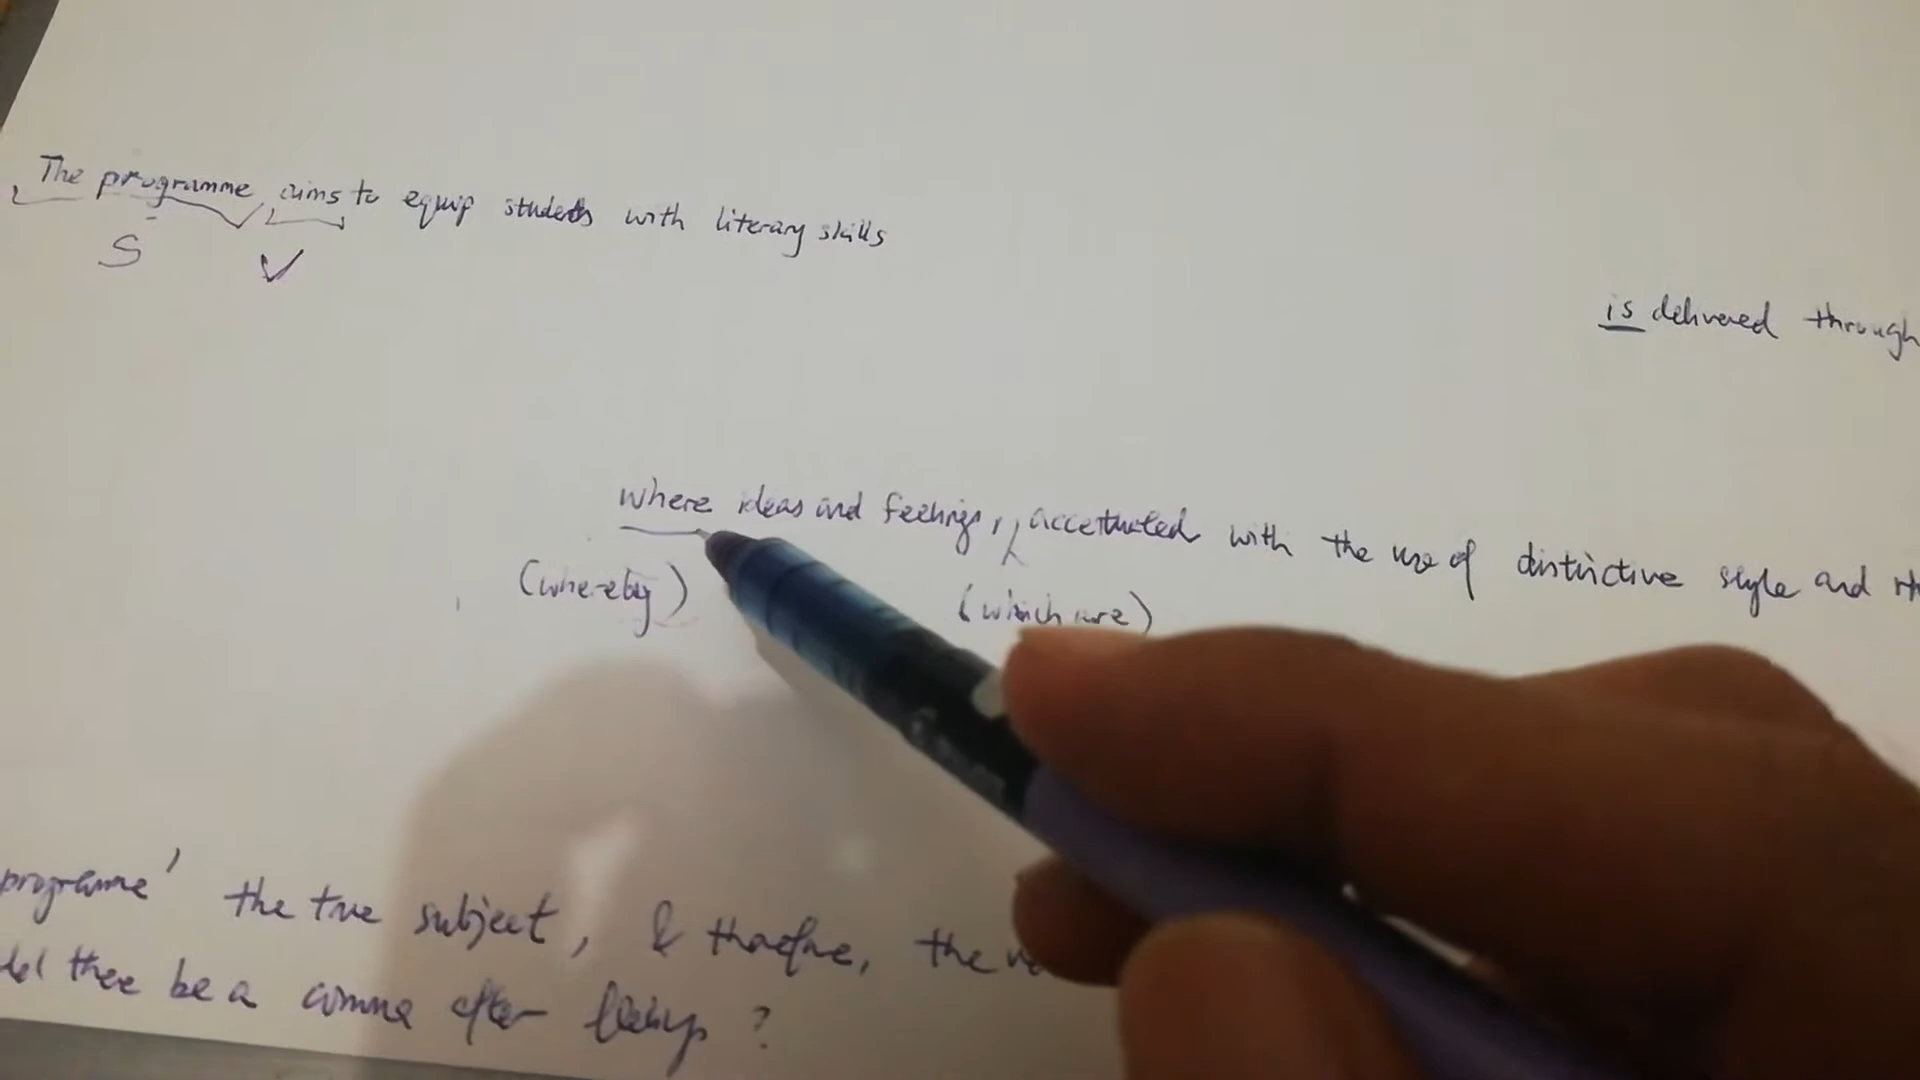 The programme aims to equip students with literary skills
S V
is delivered through
where ideas and feelings, accentuated with the use of distinctive style and
(whereby) (which are)
programme' the true subject, & therefore, the
there be a comma after feelings ?